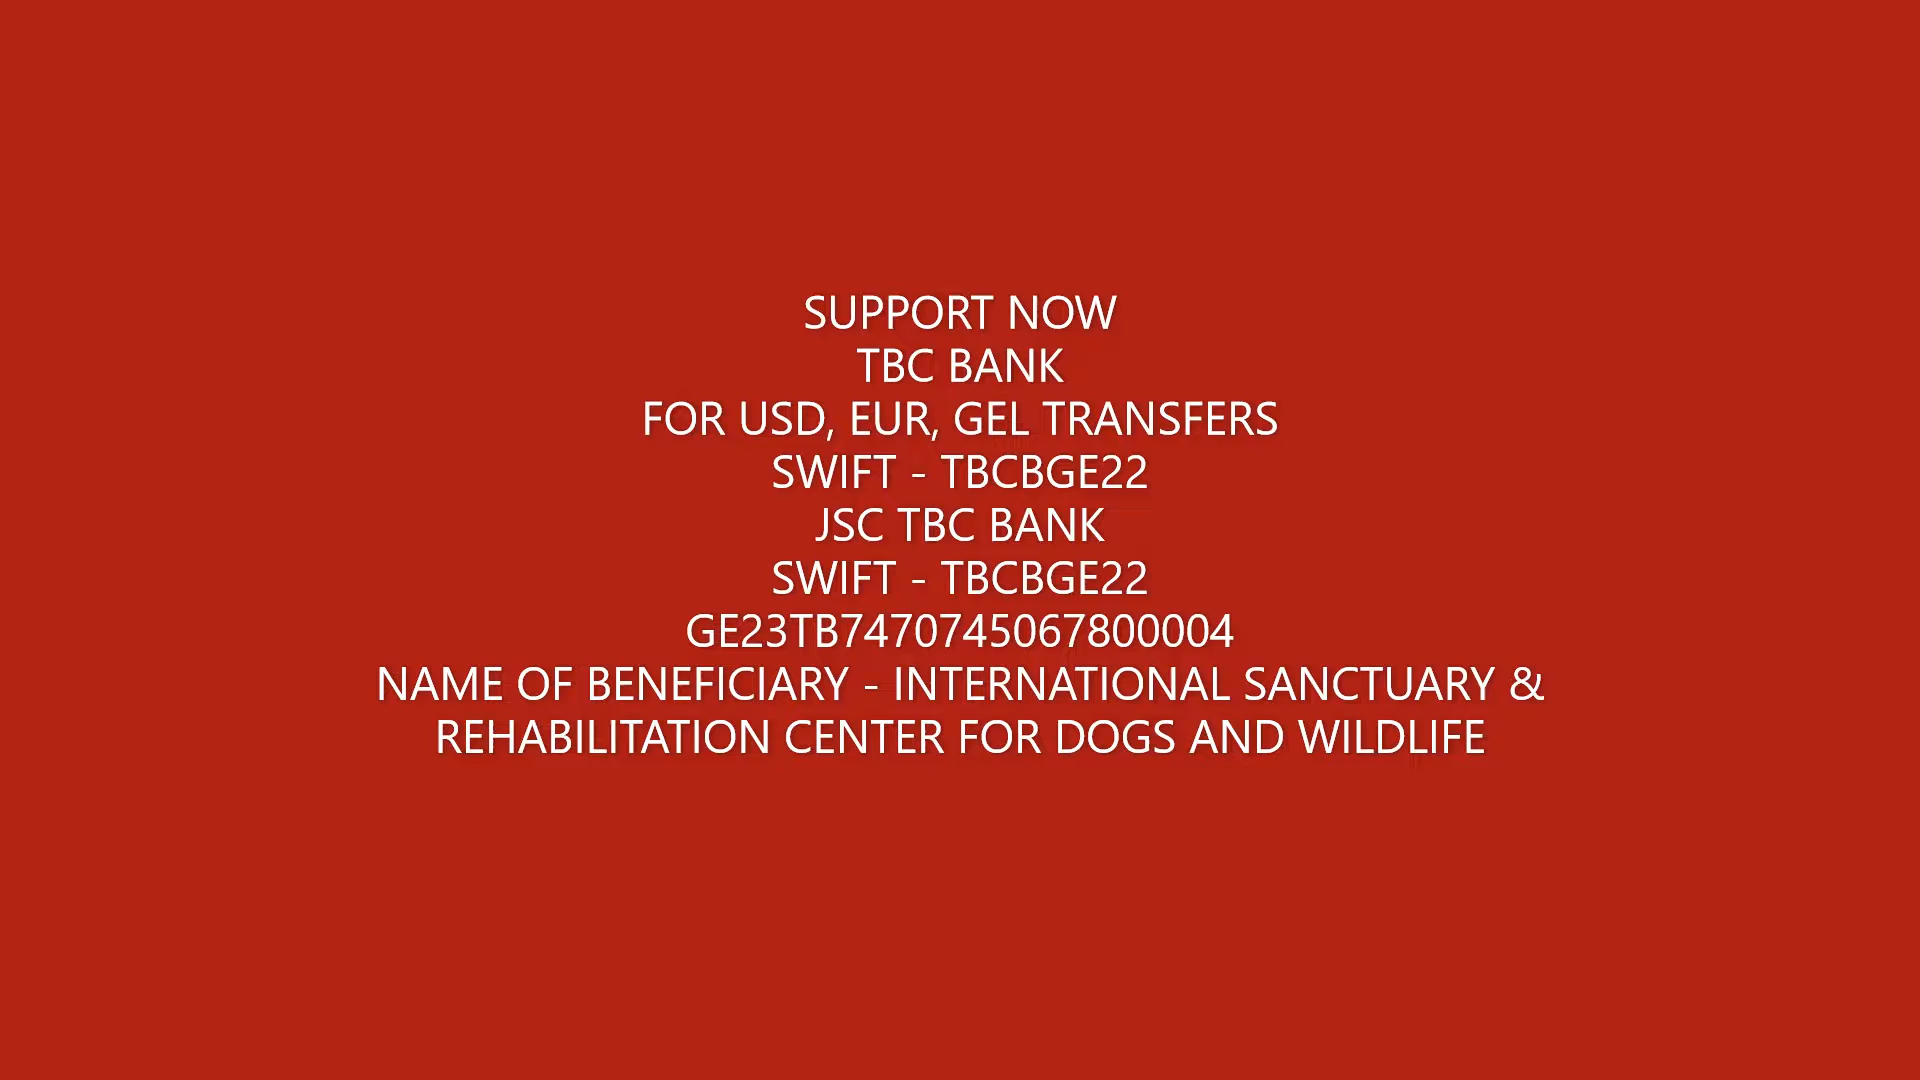 SUPPORT NOW
TBC BANK
FOR USD, EUR, GEL TRANSFERS
SWIFT - TBCBGE22
JSC TBC BANK
SWIFT - TBCBGE22
GE23TB7470745067800004
NAME OF BENEFICIARY - INTERNATIONAL SANCTUARY &
REHABILITATION CENTER FOR DOGS AND WILDLIFE